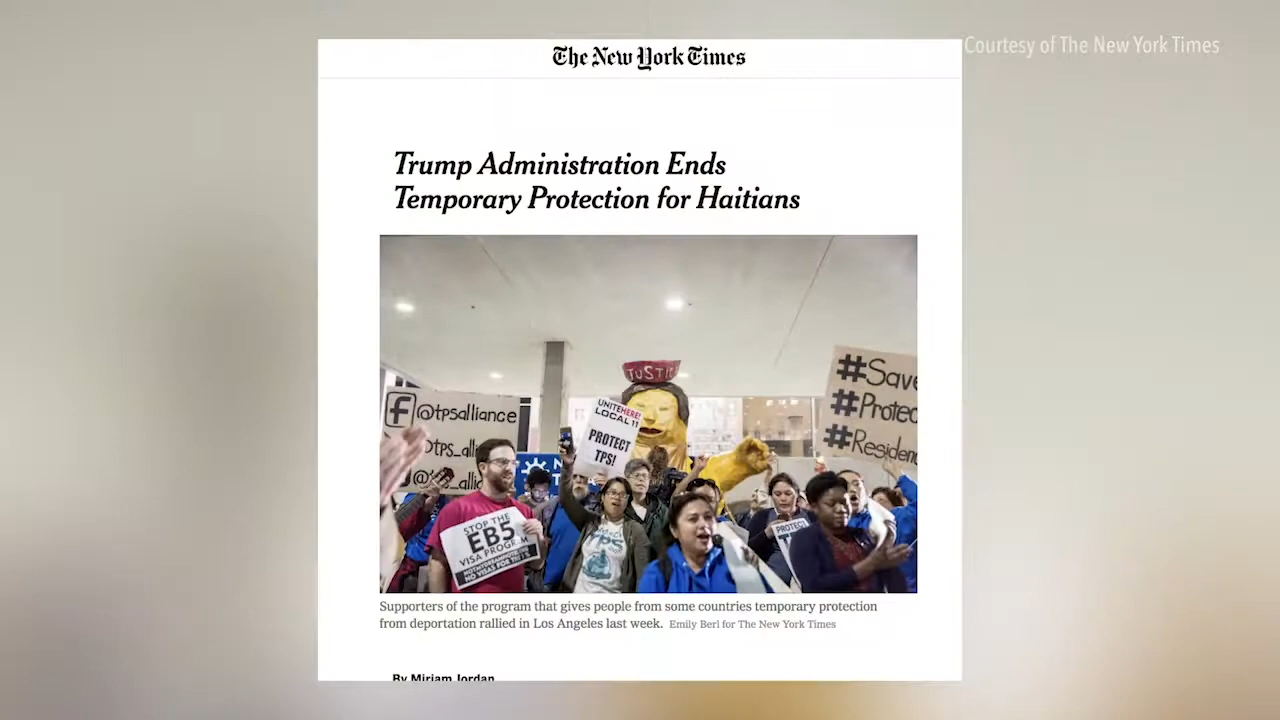 The New York Times
Courtesy of The New York Times
Trump Administration Ends
Temporary Protection for Haitians
JUSTIC
#Save
#Protec
#Residen
@tpsalliance
UNITEHERE!
LOCAL 11
PROTECT
TPS!
STOP THE
EB5
VISA PROGRAM
PROTECT
Supporters of the program that gives people from some countries temporary protection
from deportation rallied in Los Angeles last week. Emily Berl for The New York Times
By Miriam Jordan